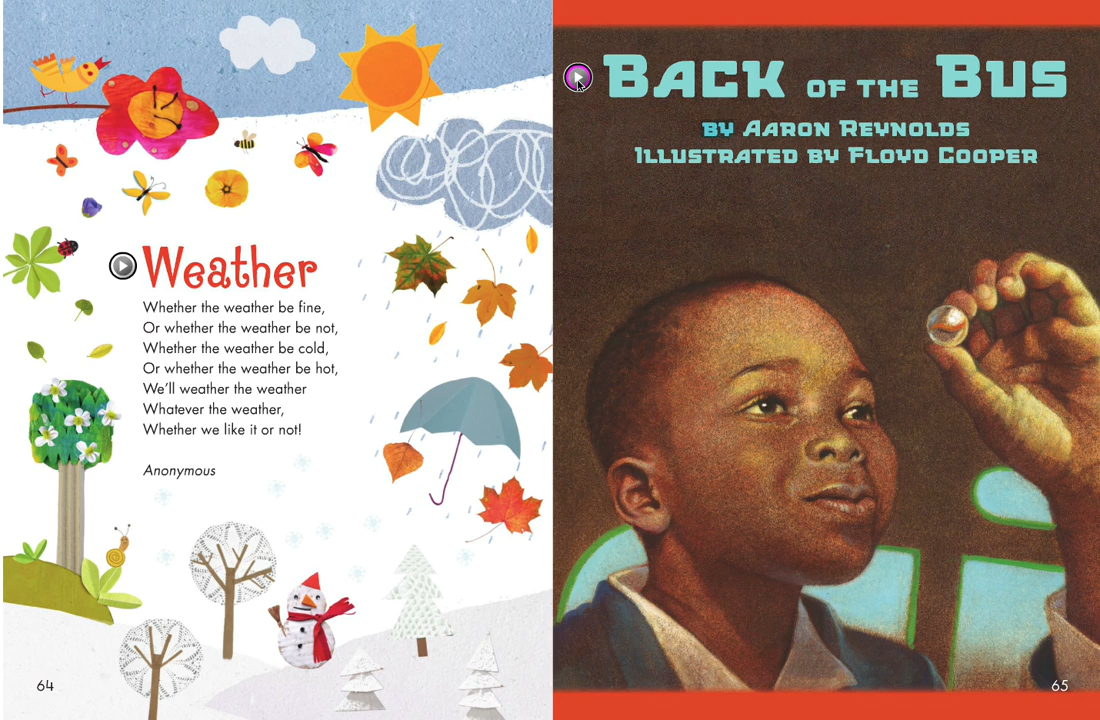 Weather
Whether the weather be fine,
Or whether the weather be not,
Whether the weather be cold,
Or whether the weather be hot,
We'll weather the weather
Whatever the weather,
Whether we like it or not!
Anonymous
64
Back of the Bus
by Aaron Reynolds
Illustrated by Floyd Cooper
65